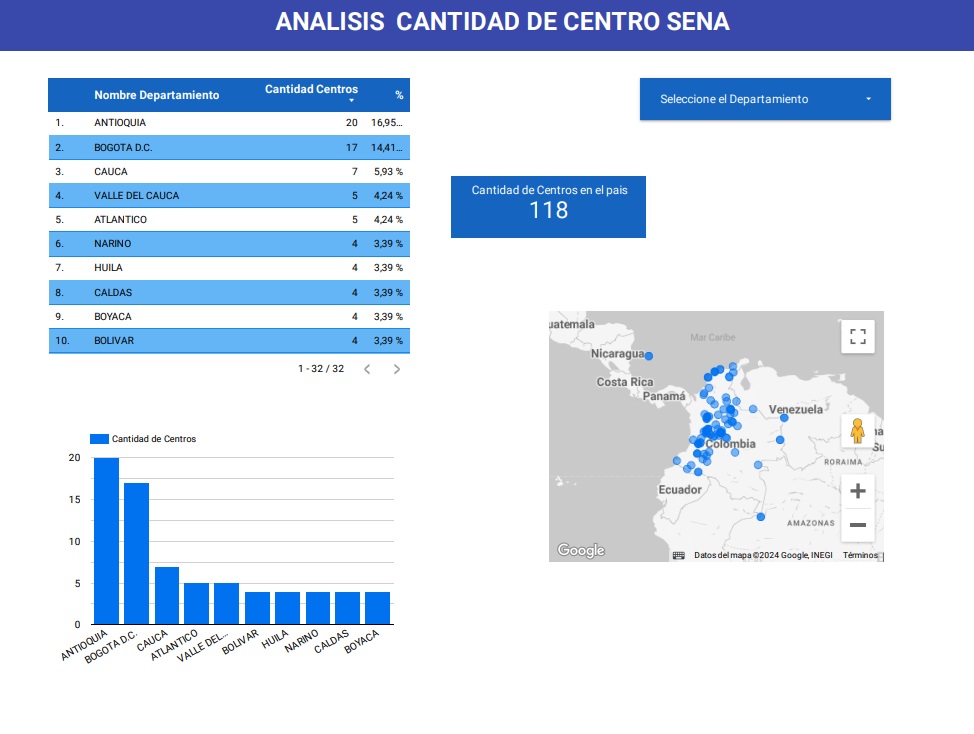 ANALISIS CANTIDAD DE CENTRO SENA
Nombre Departamento Cantidad Centros %
1. ANTIOQUIA 20 16,95...
2. BOGOTA D.C. 17 14,41...
3. CAUCA 7 5,93 %
4. VALLE DEL CAUCA 5 4,24 %
5. ATLANTICO 5 4,24 %
6. NARINO 4 3,39 %
7. HUILA 4 3,39 %
8. CALDAS 4 3,39 %
9. BOYACA 4 3,39 %
10. BOLIVAR 4 3,39 %
1 - 32 / 32
Seleccione el Departamento
Cantidad de Centros en el pais
118
Cantidad de Centros
20
15
10
5
0
ANTIOQUIA
BOGOTA D.C.
CAUCA
ATLANTICO
VALLE DEL...
BOLIVAR
HUILA
NARINO
CALDAS
BOYACA
uatemala
Mar Caribe
Nicaragua
Costa Rica
Panamá
Venezuela
Colombia
na
Su
RORAIMA
Ecuador
AMAZONAS
Google
Datos del mapa ©2024 Google, INEGI Términos